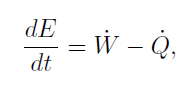 dE/dt = Ẇ − Q̇,